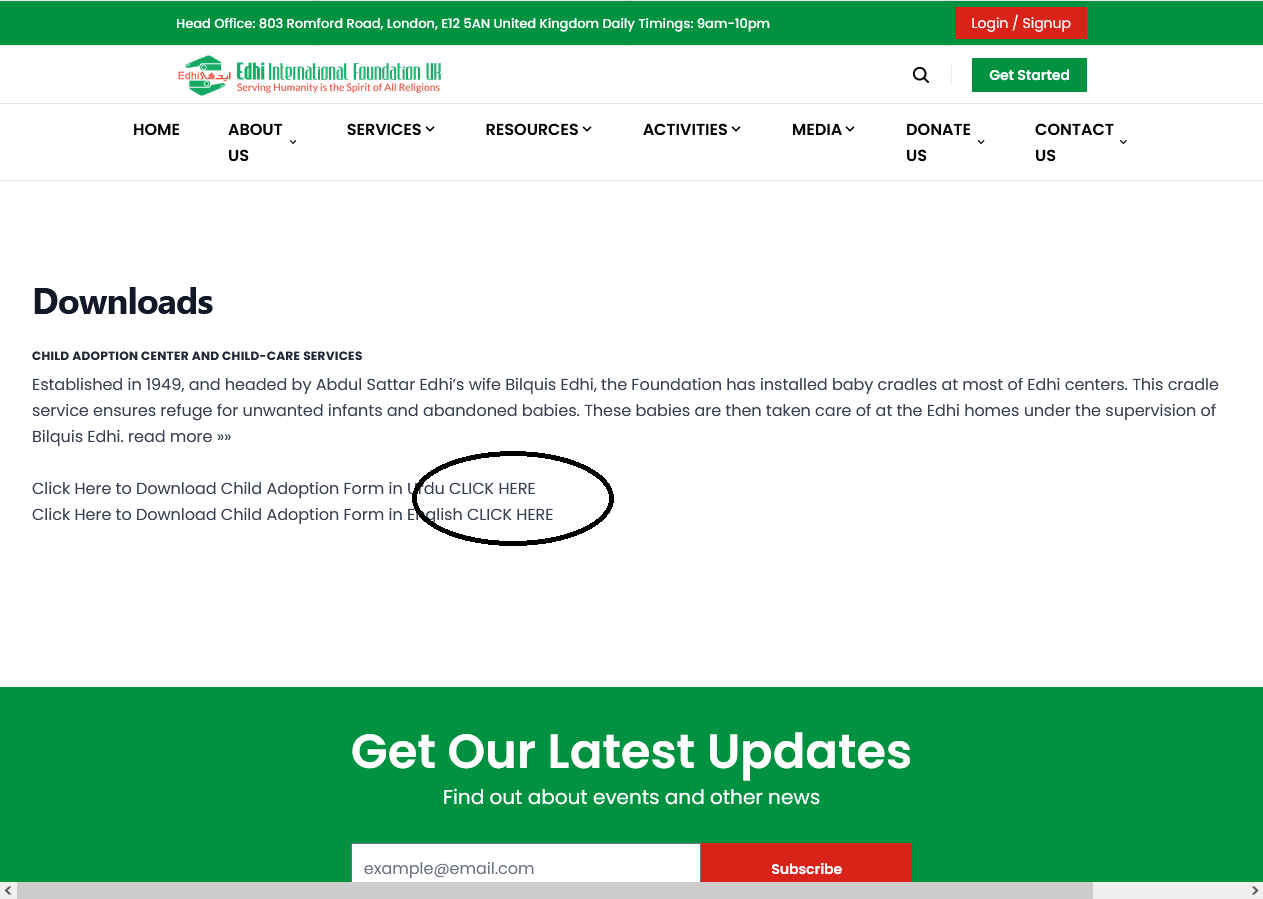 Head Office: 803 Romford Road, London, E12 5AN United Kingdom Daily Timings: 9am-10pm
Login / Signup
Edhi ايدهی
Edhi International Foundation UK
Serving Humanity is the Spirit of All Religions
Get Started
HOME
ABOUT US
SERVICES
RESOURCES
ACTIVITIES
MEDIA
DONATE US
CONTACT US
Downloads
CHILD ADOPTION CENTER AND CHILD-CARE SERVICES
Established in 1949, and headed by Abdul Sattar Edhi’s wife Bilquis Edhi, the Foundation has installed baby cradles at most of Edhi centers. This cradle
service ensures refuge for unwanted infants and abandoned babies. These babies are then taken care of at the Edhi homes under the supervision of
Bilquis Edhi. read more »»
Click Here to Download Child Adoption Form in Urdu CLICK HERE
Click Here to Download Child Adoption Form in English CLICK HERE
Get Our Latest Updates
Find out about events and other news
example@email.com
Subscribe